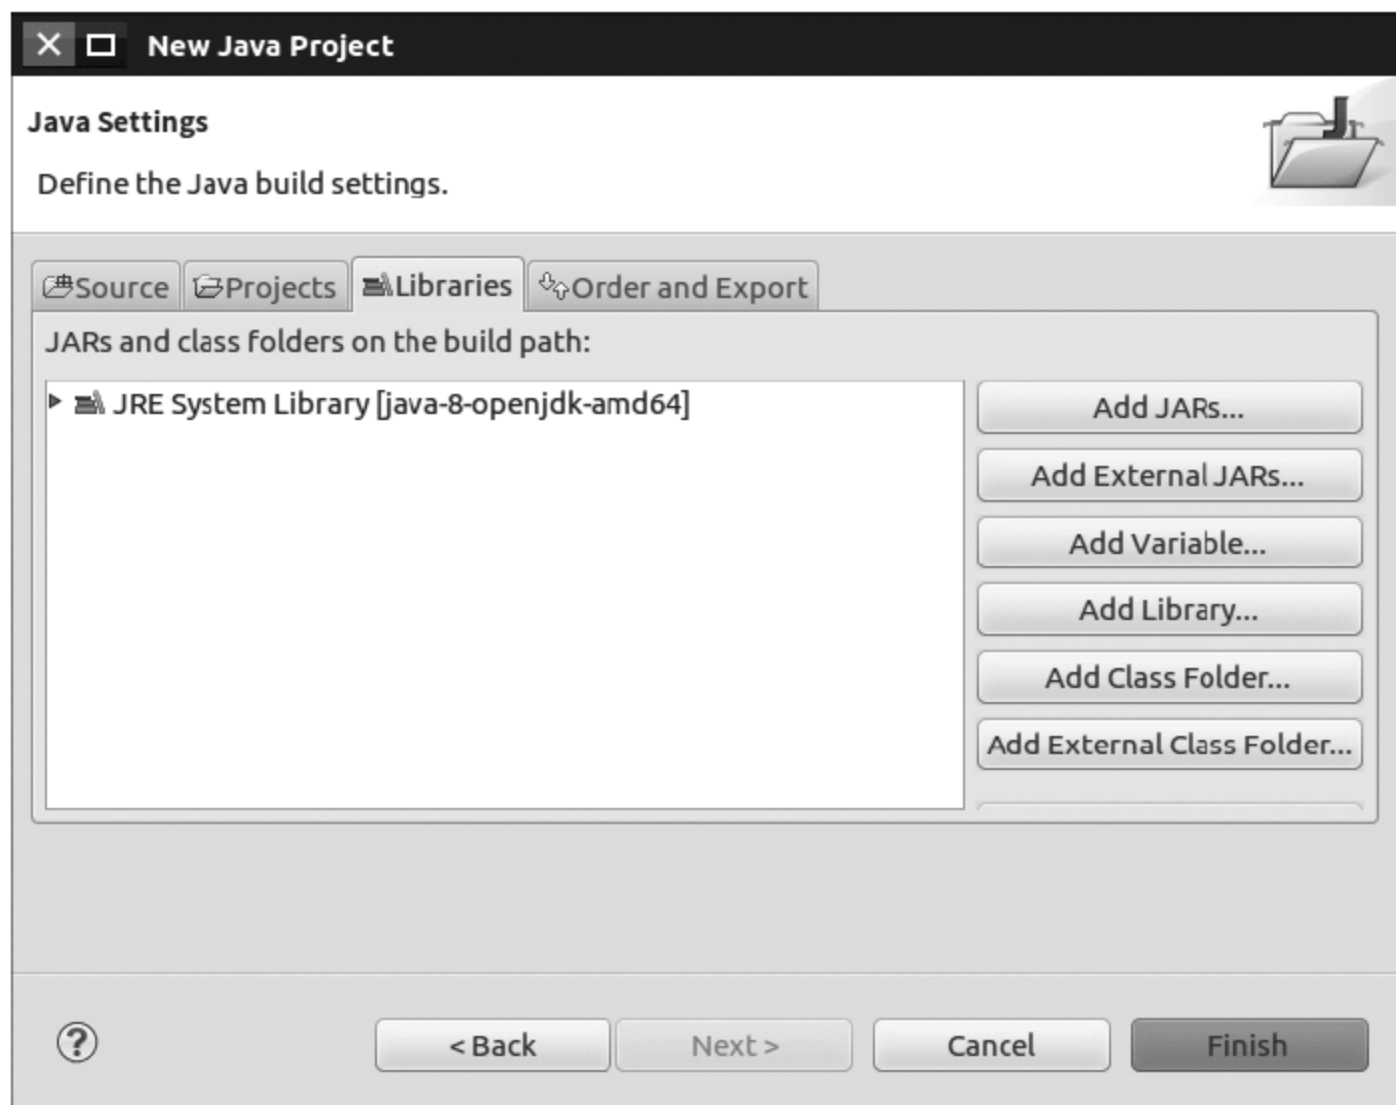 New Java Project
Java Settings
Define the Java build settings.
Source Projects Libraries Order and Export
JARs and class folders on the build path:
JRE System Library [java-8-openjdk-amd64]
Add JARs...
Add External JARs...
Add Variable...
Add Library...
Add Class Folder...
Add External Class Folder...
? < Back Next > Cancel Finish